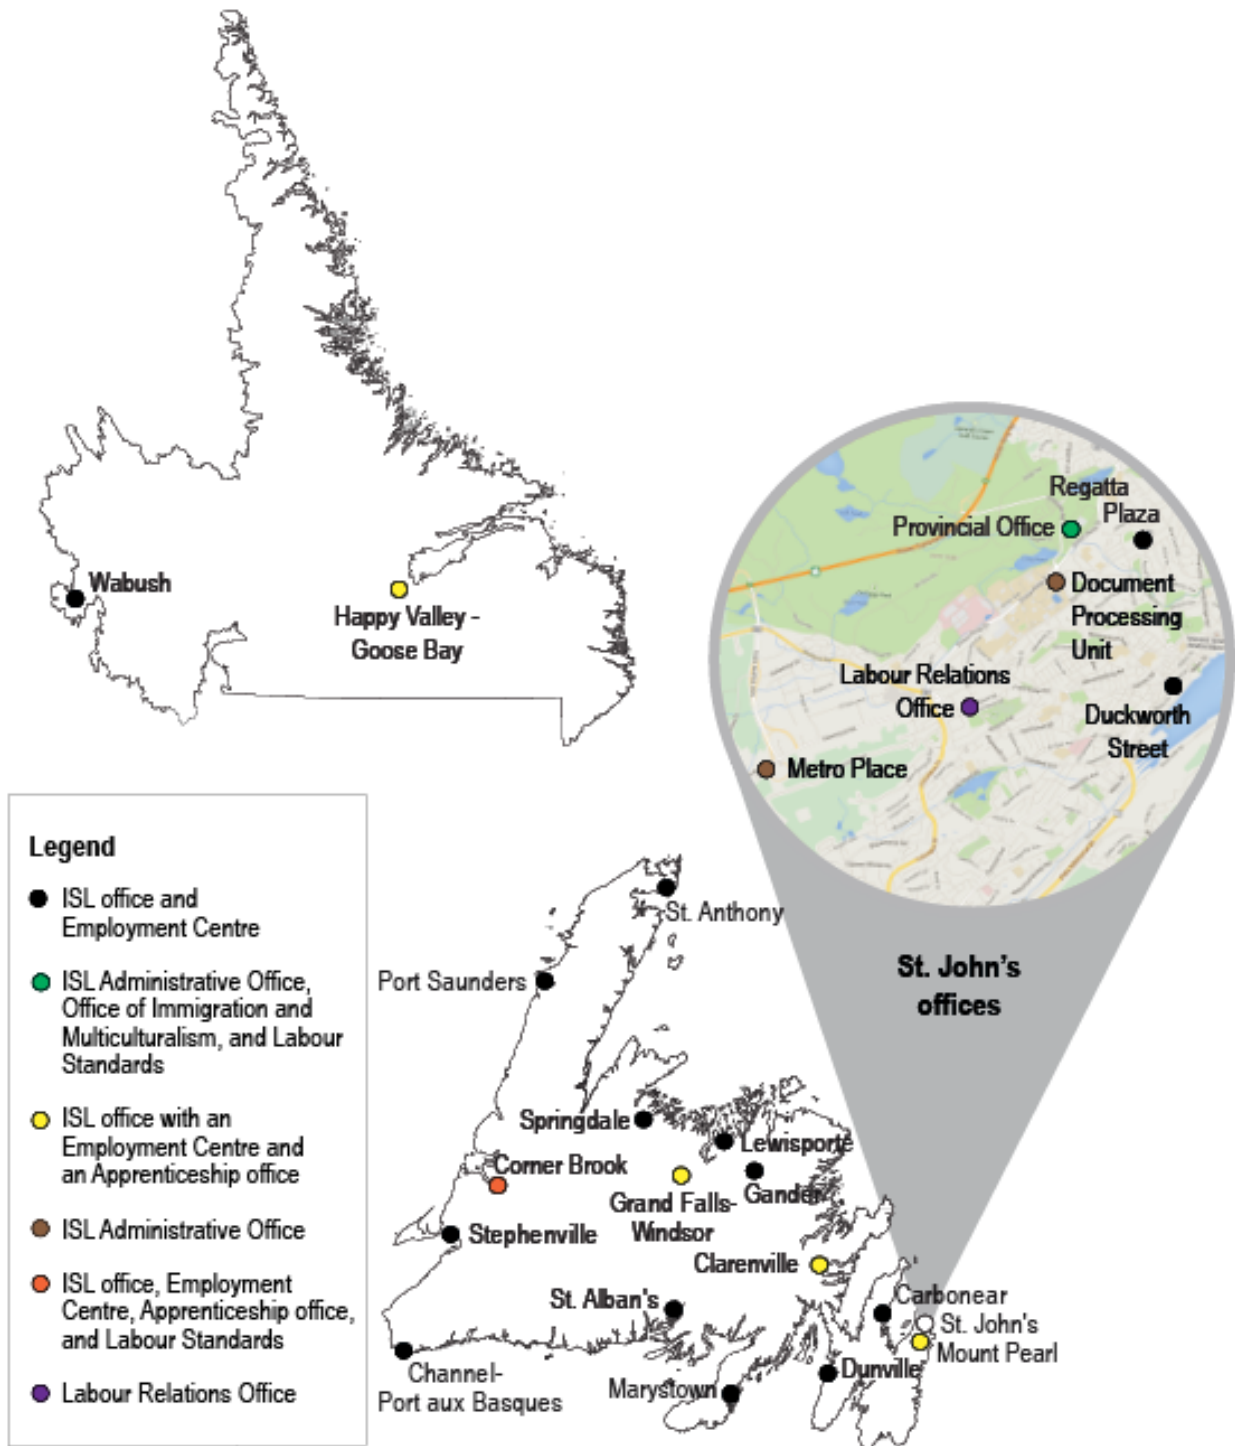 Wabush
Happy Valley -
Goose Bay
Regatta
Plaza
Provincial Office
Document
Processing
Unit
Labour Relations
Office
Duckworth
Street
Metro Place
St. John's
offices
Legend
ISL office and
Employment Centre
ISL Administrative Office,
Office of Immigration and
Multiculturalism, and Labour
Standards
ISL office with an
Employment Centre and
an Apprenticeship office
ISL Administrative Office
ISL office, Employment
Centre, Apprenticeship office,
and Labour Standards
Labour Relations Office
St. Anthony
Port Saunders
Springdale
Lewisporte
Corner Brook
Gander
Grand Falls-
Windsor
Stephenville
Clarenville
St. Alban's
Carbonear
St. John's
Mount Pearl
Channel-
Port aux Basques
Marystown
Dunville